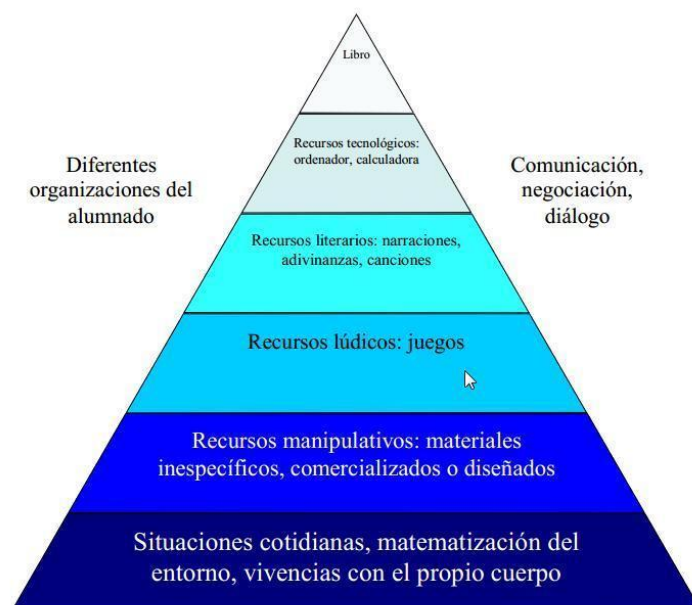 Libro
Recursos tecnológicos:
ordenador, calculadora
Diferentes
organizaciones del
alumnado
Comunicación,
negociación,
diálogo
Recursos literarios: narraciones,
adivinanzas, canciones
Recursos lúdicos: juegos
Recursos manipulativos: materiales
inespecíficos, comercializados o diseñados
Situaciones cotidianas, matematización del
entorno, vivencias con el propio cuerpo